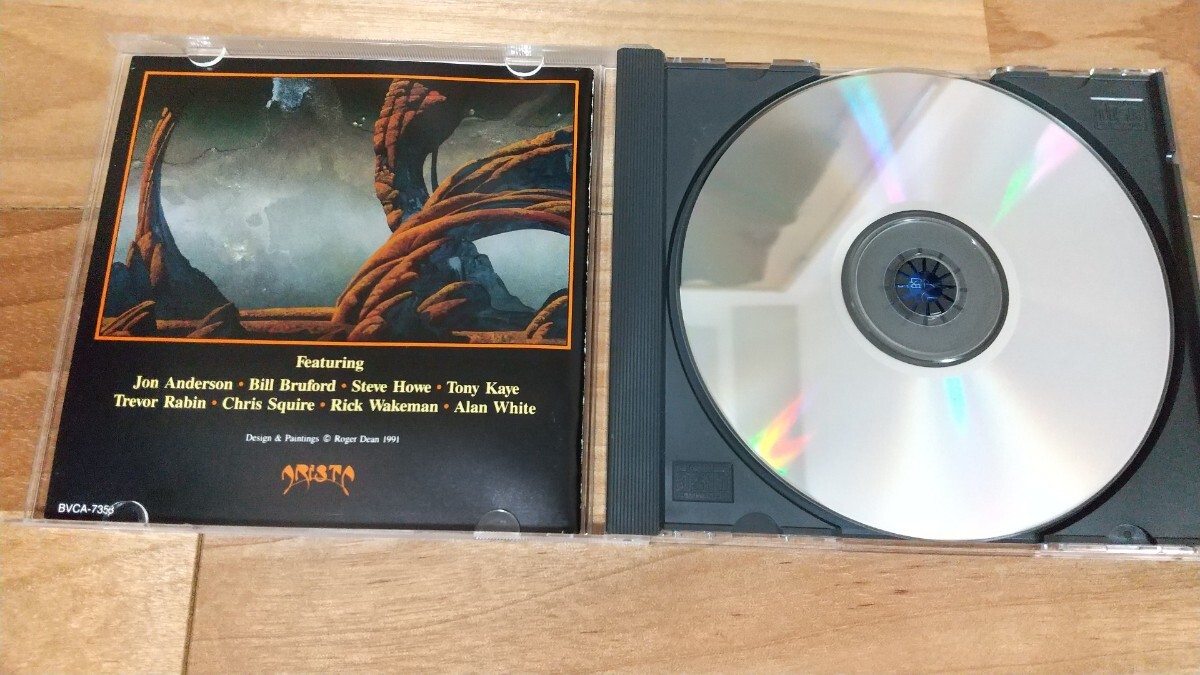 Featuring
Jon Anderson • Bill Bruford • Steve Howe • Tony Kaye
Trevor Rabin • Chris Squire • Rick Wakeman • Alan White
Design & Paintings © Roger Dean 1991
ARISTA